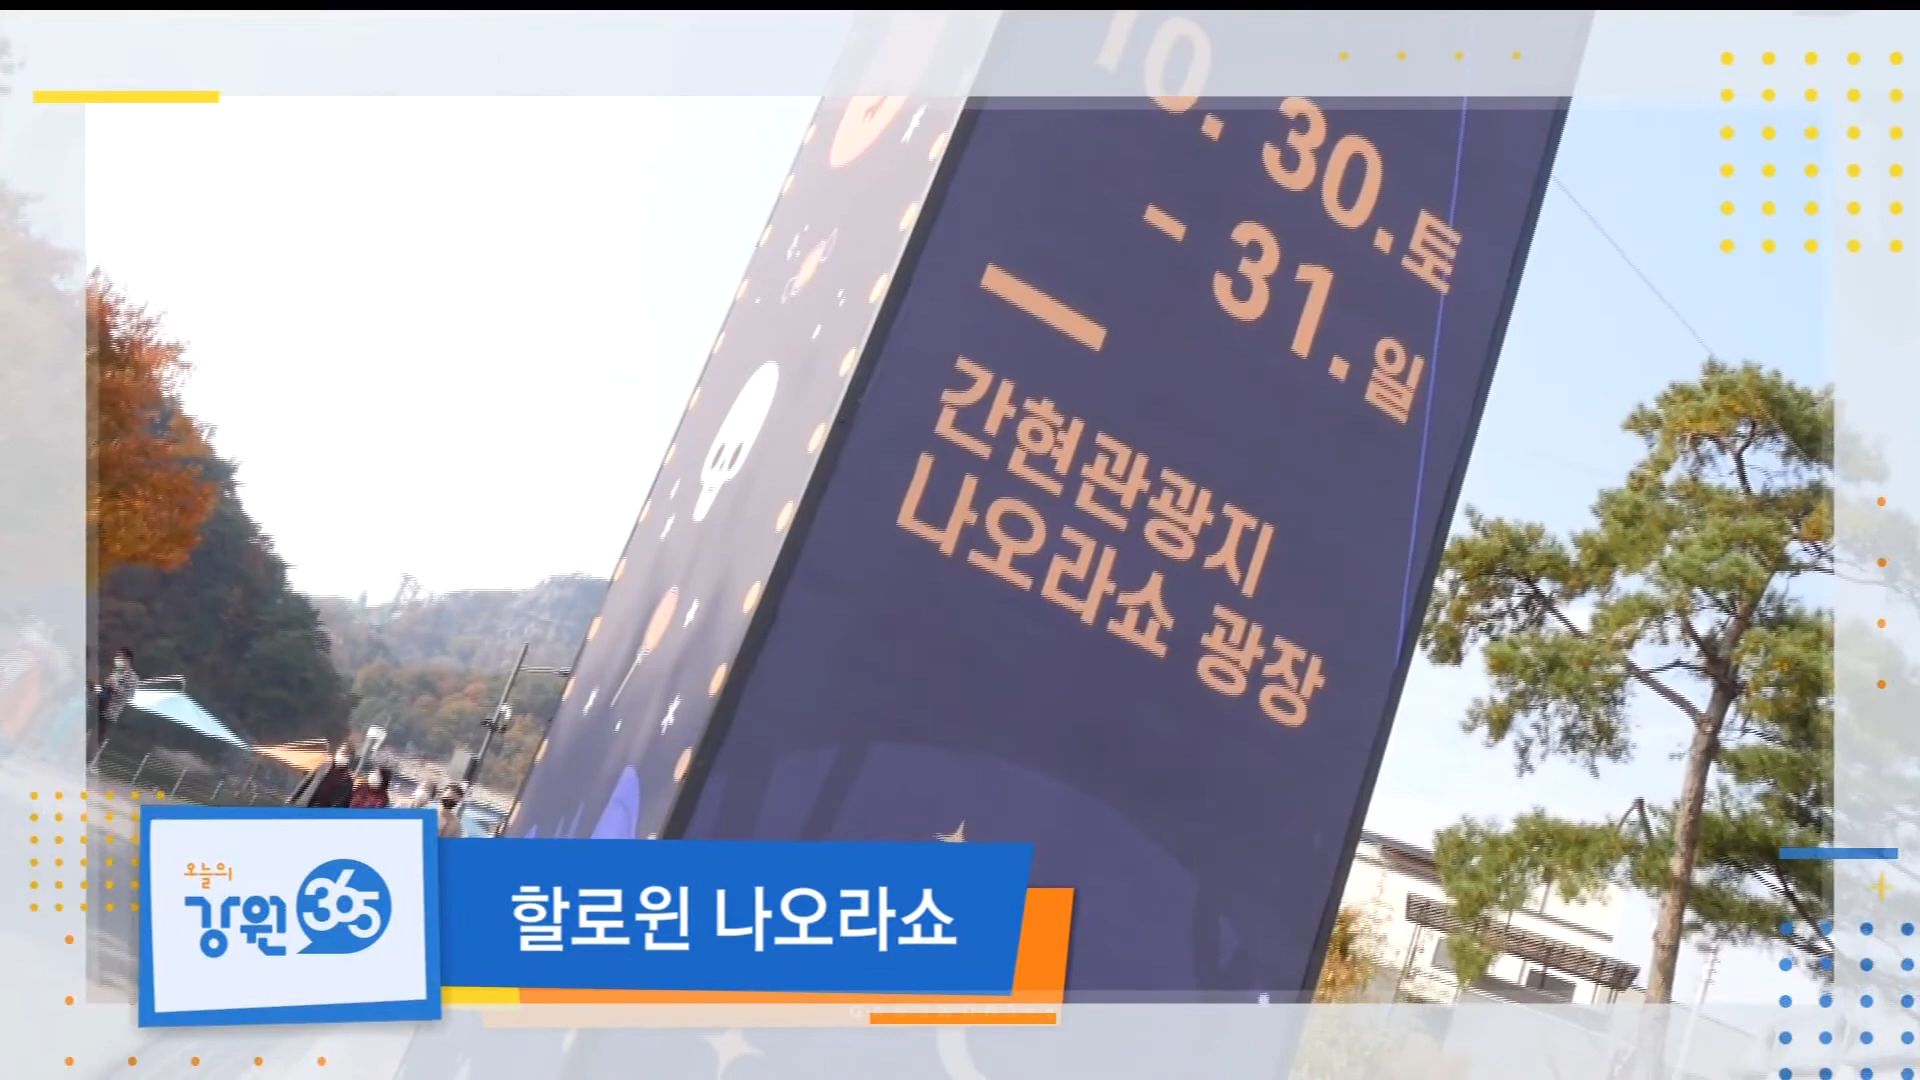 10. 30.토
- 31.일
간현관광지
나오라쇼 광장
오늘의
강원 365
할로윈 나오라쇼